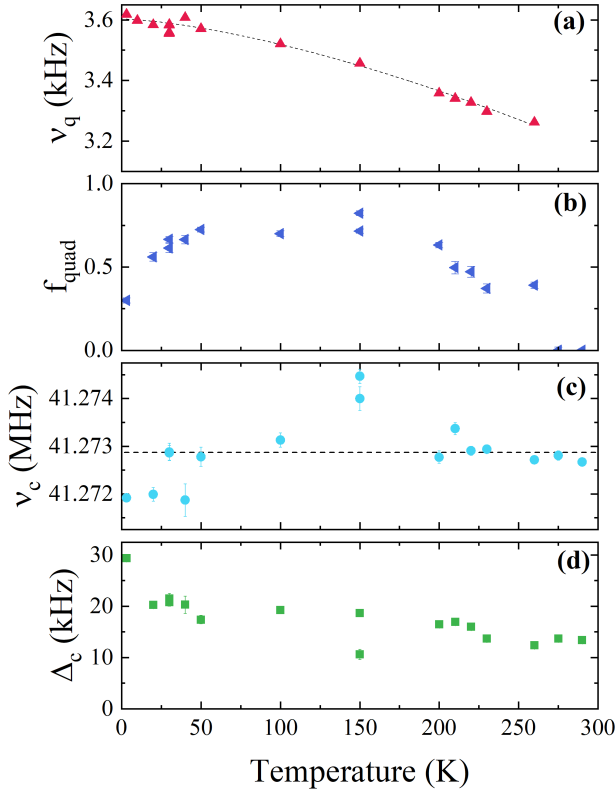 3.6
3.4
3.2
ν_q (kHz)
(a)
1.0
0.5
0.0
f_quad
(b)
41.274
41.273
41.272
ν_c (MHz)
(c)
30
20
10
0
Δ_c (kHz)
(d)
0 50 100 150 200 250 300
Temperature (K)